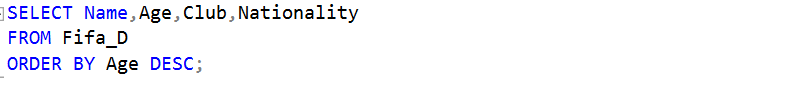 SELECT Name,Age,Club,Nationality
FROM Fifa_D
ORDER BY Age DESC;